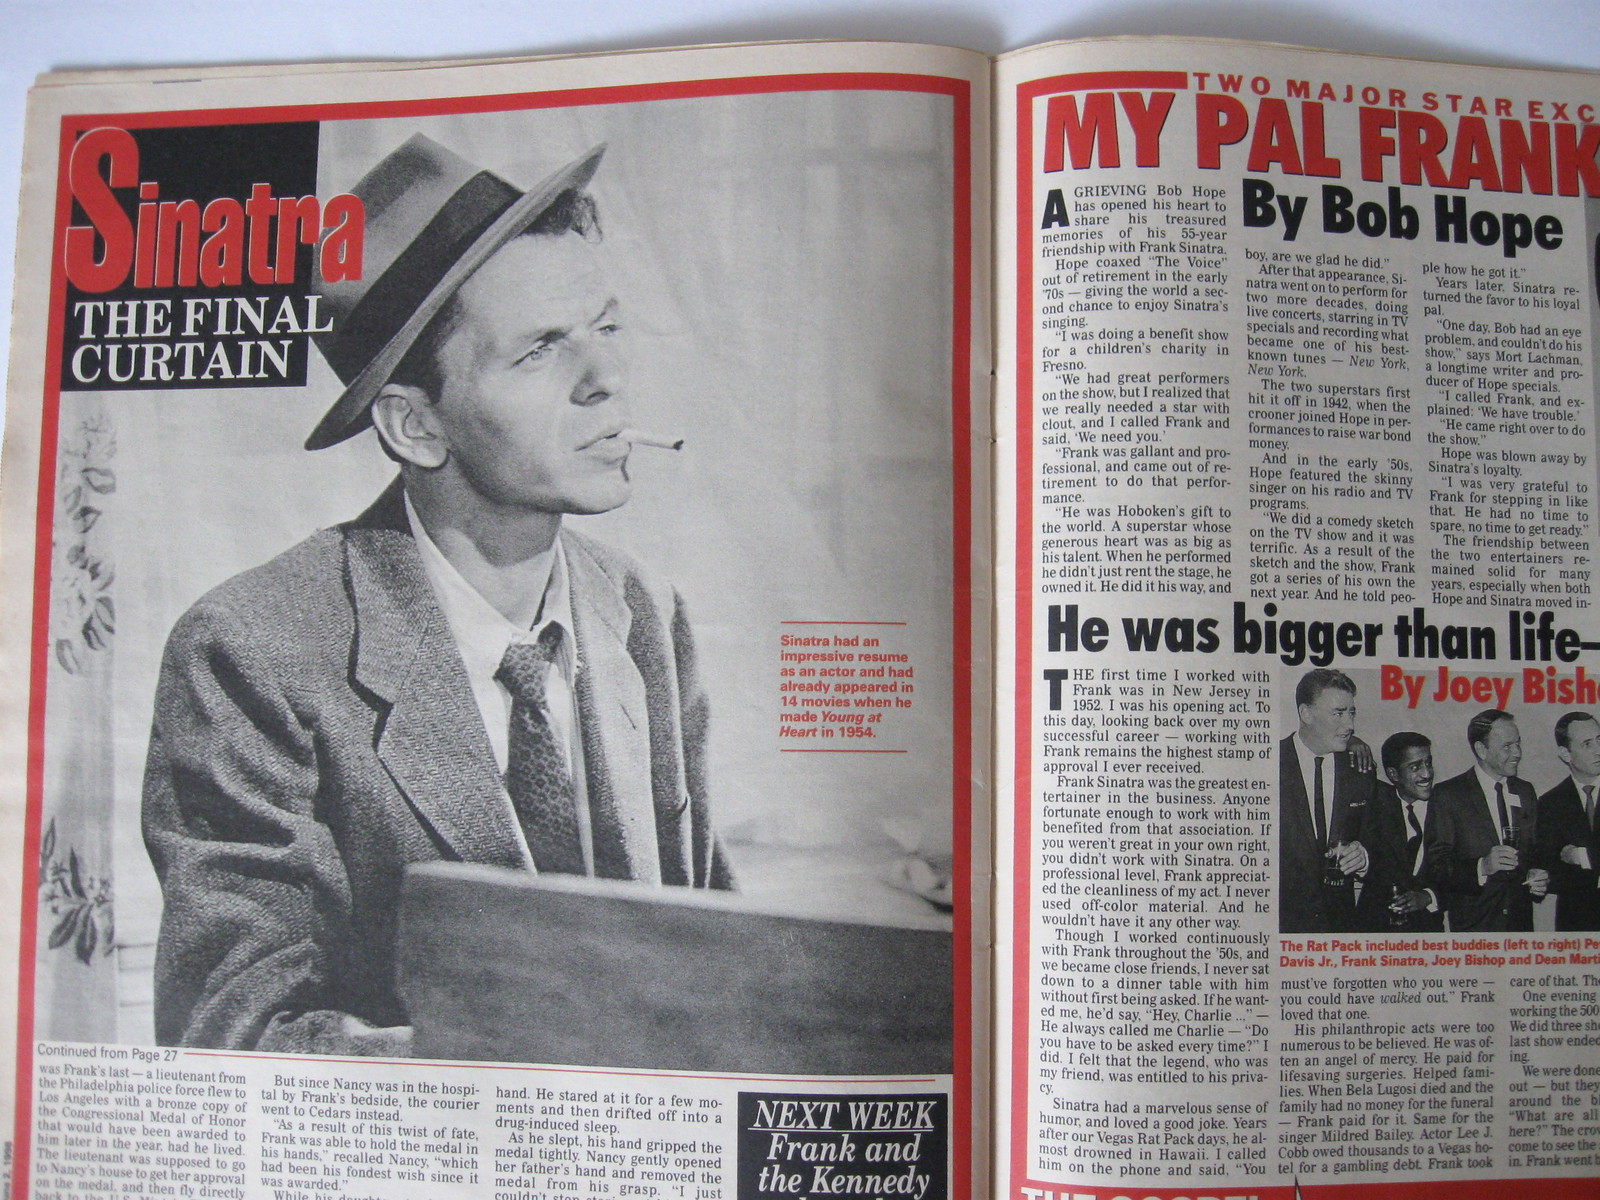 Sinatra
THE FINAL
CURTAIN
Sinatra had an
impressive resume
as an actor and had
already appeared in
14 movies when he
made Young at
Heart in 1954.
Continued from Page 27
was Frank's last — a lieutenant from
the Philadelphia police force flew to
Los Angeles with a bronze copy of
the Congressional Medal of Honor
that would have been awarded to
him later in the year, had he lived.
The lieutenant was supposed to go
to Nancy's house to get her approval
on the medal, and then fly directly
back to the U.S.
But since Nancy was in the hospi-
tal by Frank's bedside, the courier
went to Cedars instead.
"As a result of this twist of fate,
Frank was able to hold the medal in
his hands," recalled Nancy, "which
had been his fondest wish since it
was awarded."
While his
hand. He stared at it for a few mo-
ments and then drifted off into a
drug-induced sleep.
As he slept, his hand gripped the
medal tightly. Nancy gently opened
her father's hand and removed the
medal from his grasp. "I just
couldn't stop
NEXT WEEK
Frank and
the Kennedy
TWO MAJOR STAR EXC
MY PAL FRANK
By Bob Hope
A GRIEVING Bob Hope
has opened his heart to
share his treasured
memories of his 55-year
friendship with Frank Sinatra.
Hope coaxed "The Voice"
out of retirement in the early
'70s — giving the world a sec-
ond chance to enjoy Sinatra's
singing.
"I was doing a benefit show
for a children's charity in
Fresno.
"We had great performers
on the show, but I realized that
we really needed a star with
clout, and I called Frank and
said, 'We need you.'
"Frank was gallant and pro-
fessional, and came out of re-
tirement to do that perfor-
mance.
"He was Hoboken's gift to
the world. A superstar whose
generous heart was as big as
his talent. When he performed
he didn't just rent the stage, he
owned it. He did it his way, and
boy, are we glad he did."
After that appearance, Si-
natra went on to perform for
two more decades, doing
live concerts, starring in TV
specials and recording what
became one of his best-
known tunes — New York,
New York.
The two superstars first
hit it off in 1942, when the
crooner joined Hope in per-
formances to raise war bond
money.
And in the early '50s,
Hope featured the skinny
singer on his radio and TV
programs.
"We did a comedy sketch
on the TV show and it was
terrific. As a result of the
sketch and the show, Frank
got a series of his own the
next year. And he told peo-
ple how he got it."
Years later, Sinatra re-
turned the favor to his loyal
pal.
"One day, Bob had an eye
problem, and couldn't do his
show," says Mort Lachman,
a longtime writer and pro-
ducer of Hope specials.
"I called Frank, and ex-
plained: 'We have trouble.'
"He came right over to do
the show."
Hope was blown away by
Sinatra's loyalty.
"I was very grateful to
Frank for stepping in like
that. He had no time to
spare, no time to get ready."
The friendship between
the two entertainers re-
mained solid for many
years, especially when both
Hope and Sinatra moved in-
He was bigger than life—
By Joey Bish
THE first time I worked with
Frank was in New Jersey in
1952. I was his opening act. To
this day, looking back over my own
successful career — working with
Frank remains the highest stamp of
approval I ever received.
Frank Sinatra was the greatest en-
tertainer in the business. Anyone
fortunate enough to work with him
benefited from that association. If
you weren't great in your own right,
you didn't work with Sinatra. On a
professional level, Frank appreciat-
ed the cleanliness of my act. I never
used off-color material. And he
wouldn't have it any other way.
Though I worked continuously
with Frank throughout the '50s, and
we became close friends, I never sat
down to a dinner table with him
without first being asked. If he want-
ed me, he'd say, "Hey, Charlie ..." —
He always called me Charlie — "Do
you have to be asked every time?" I
did. I felt that the legend, who was
my friend, was entitled to his priva-
cy.
Sinatra had a marvelous sense of
humor, and loved a good joke. Years
after our Vegas Rat Pack days, he al-
most drowned in Hawaii. I called
him on the phone and said, "You
The Rat Pack included best buddies (left to right) Pe
Davis Jr., Frank Sinatra, Joey Bishop and Dean Marti
must've forgotten who you were —
you could have walked out." Frank
loved that one.
His philanthropic acts were too
numerous to be believed. He was of-
ten an angel of mercy. He paid for
lifesaving surgeries. Helped fami-
lies. When Bela Lugosi died and the
family had no money for the funeral
— Frank paid for it. Same for the
singer Mildred Bailey. Actor Lee J.
Cobb owed thousands to a Vegas ho-
tel for a gambling debt. Frank took
care of that. The
One evening
working the 500
We did three sh
last show ended
ing.
We were done
out — but they
around the bl
"What are all
here?" The cro
come to see the
in. Frank went b